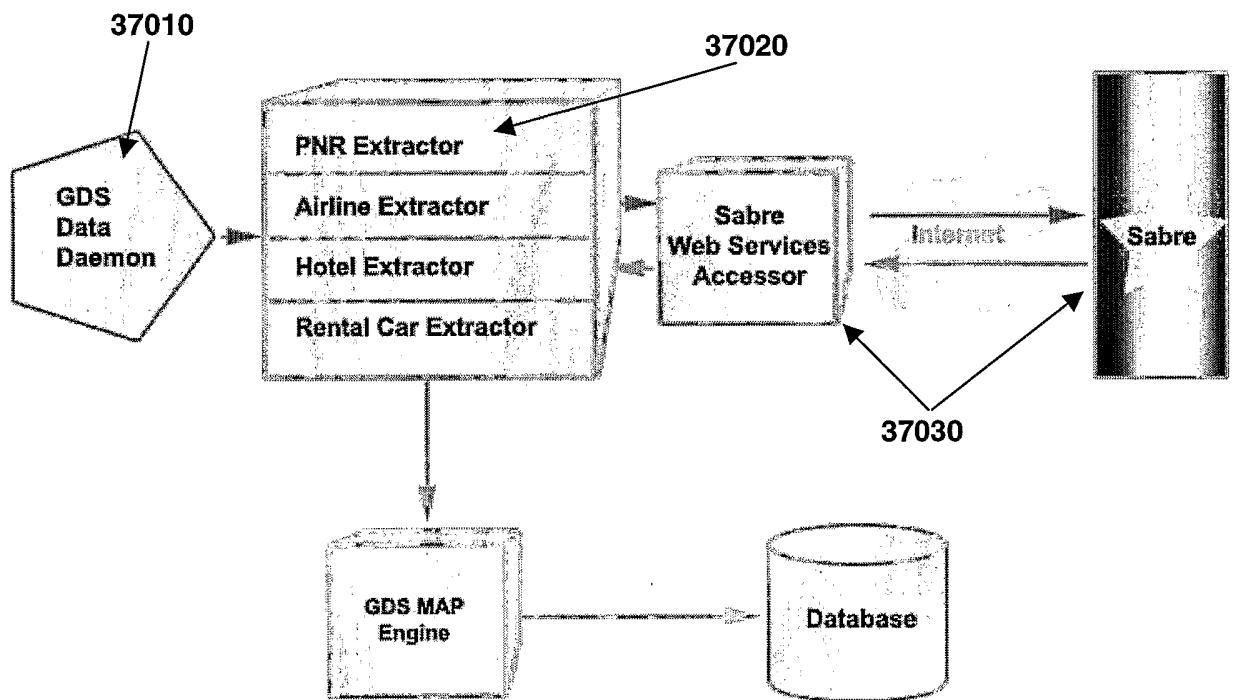 37010
37020
GDS
Data
Daemon
PNR Extractor
Airline Extractor
Hotel Extractor
Rental Car Extractor
Sabre
Web Services
Accessor
Internet
Sabre
37030
GDS MAP
Engine
Database